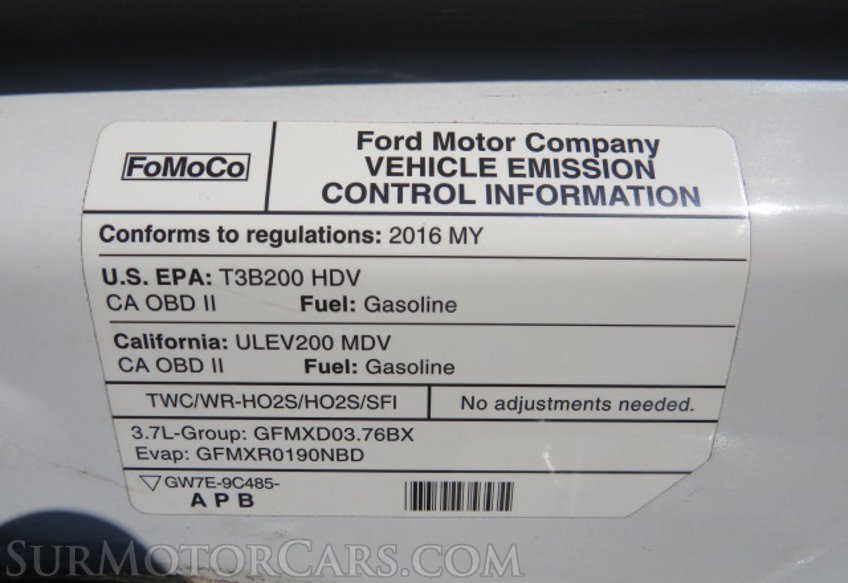 FoMoCo
Ford Motor Company
VEHICLE EMISSION
CONTROL INFORMATION
Conforms to regulations: 2016 MY
U.S. EPA: T3B200 HDV
CA OBD II Fuel: Gasoline
California: ULEV200 MDV
CA OBD II Fuel: Gasoline
TWC/WR-HO2S/HO2S/SFI No adjustments needed.
3.7L-Group: GFMXD03.76BX
Evap: GFMXR0190NBD
GW7E-9C485-
A P B
SurMotorCars.com